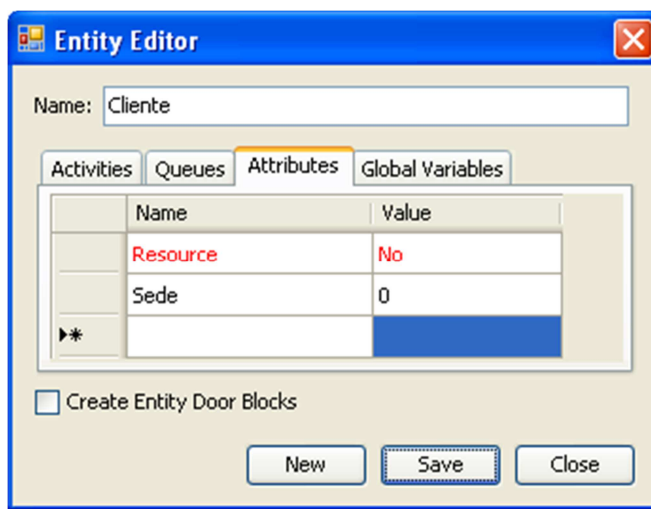 Entity Editor
Name: Cliente
Activities Queues Attributes Global Variables
Name Value
Resource No
Sede 0
Create Entity Door Blocks
New Save Close